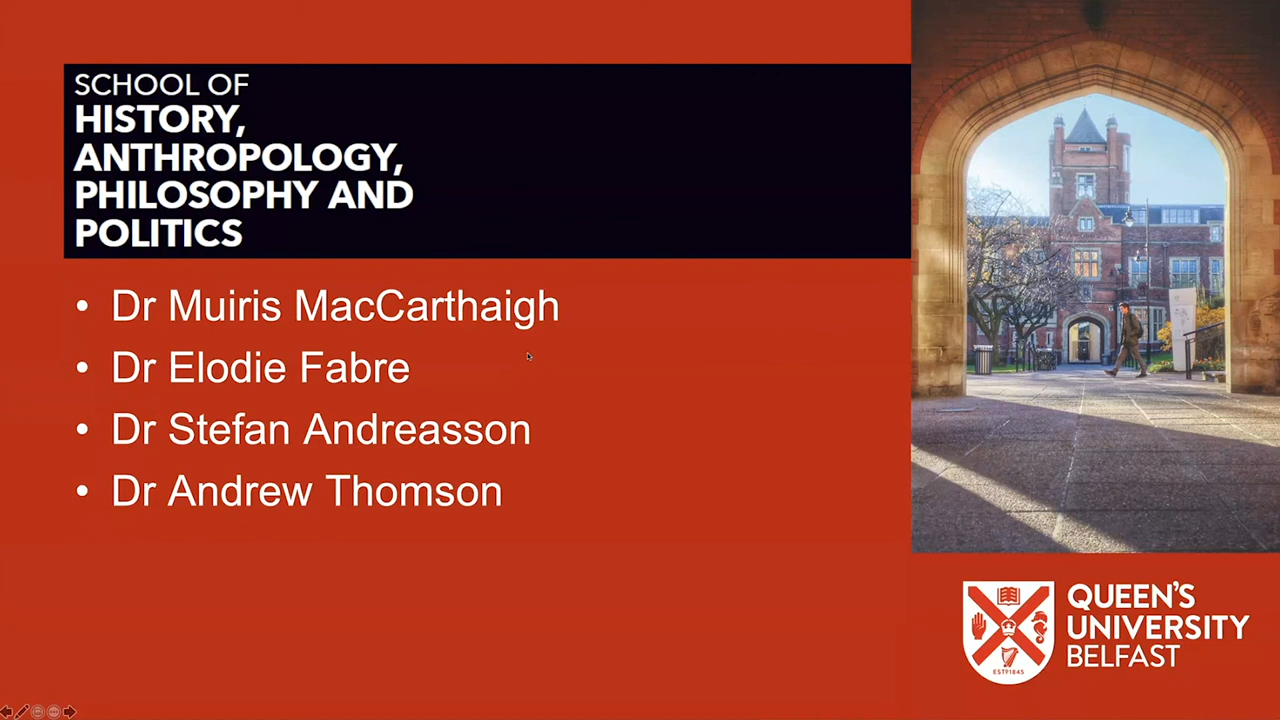 SCHOOL OF
HISTORY,
ANTHROPOLOGY,
PHILOSOPHY AND
POLITICS
• Dr Muiris MacCarthaigh
• Dr Elodie Fabre
• Dr Stefan Andreasson
• Dr Andrew Thomson
QUEEN'S
UNIVERSITY
BELFAST
ESTD1845